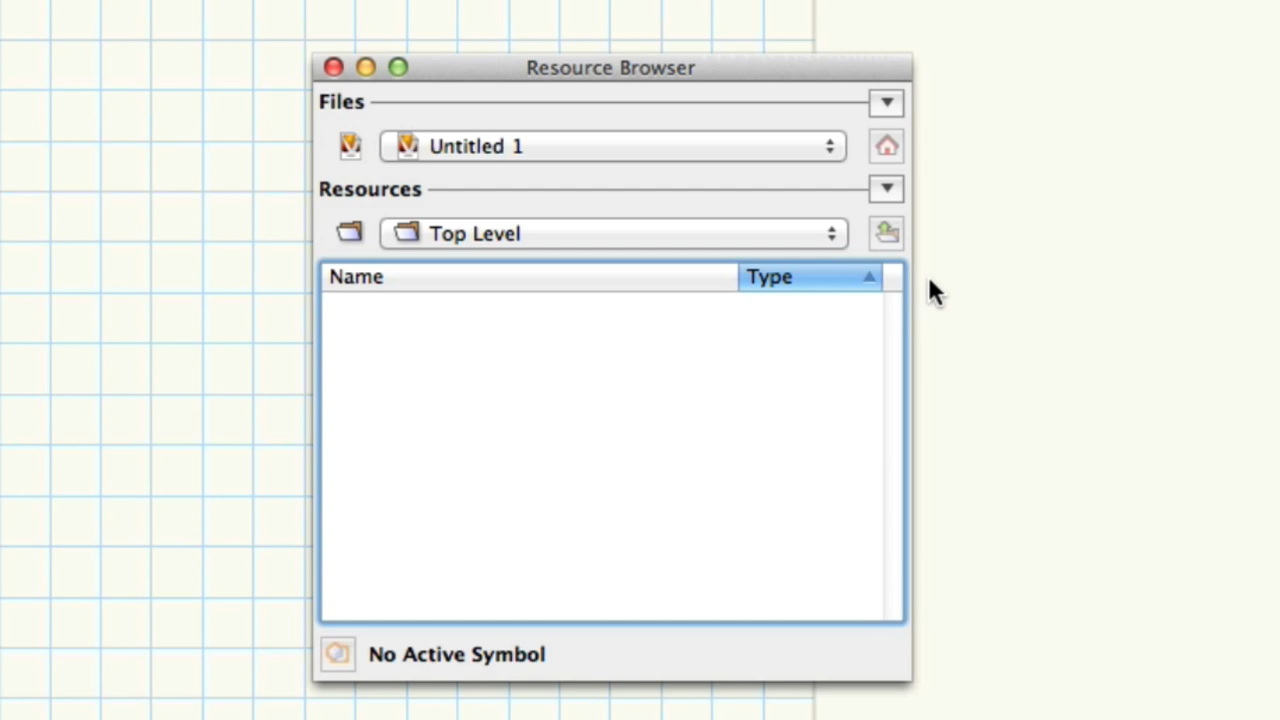 Resource Browser
Files
Untitled 1
Resources
Top Level
Name Type
No Active Symbol